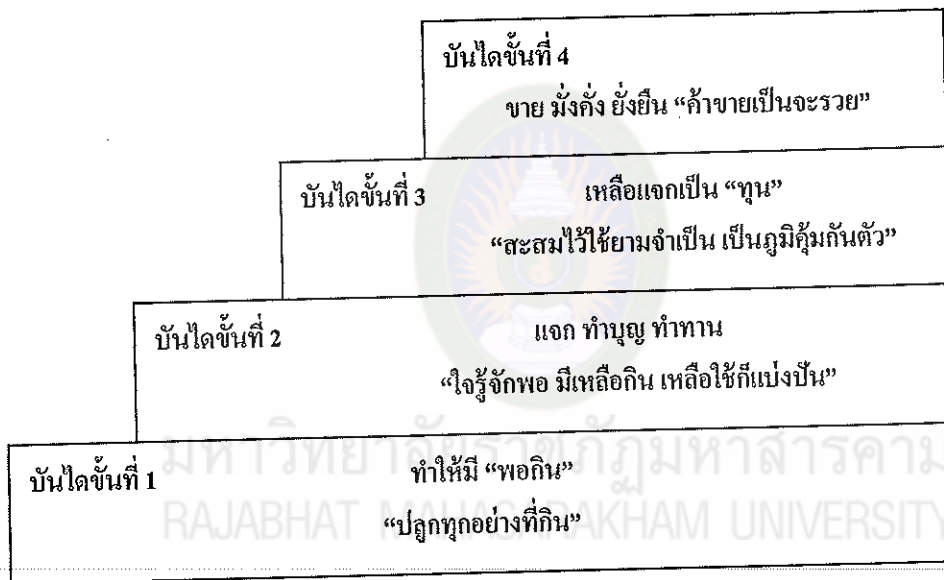 บันไดขั้นที่ 4
ขาย มั่งคั่ง ยั่งยืน “ค้าขายเป็นจะรวย”
บันไดขั้นที่ 3 เหลือแจกเป็น “ทุน”
“สะสมไว้ใช้ยามจำเป็น เป็นภูมิคุ้มกันตัว”
บันไดขั้นที่ 2 แจก ทำบุญ ทำทาน
“ใจรู้จักพอ มีเหลือกิน เหลือใช้ก็แบ่งปัน”
มหาวิทยาลัยราชภัฏมหาสารคาม
บันไดขั้นที่ 1 ทำให้มี “พอกิน”
RAJABHAT MAHASARAKHAM UNIVERSITY
“ปลูกทุกอย่างที่กิน”